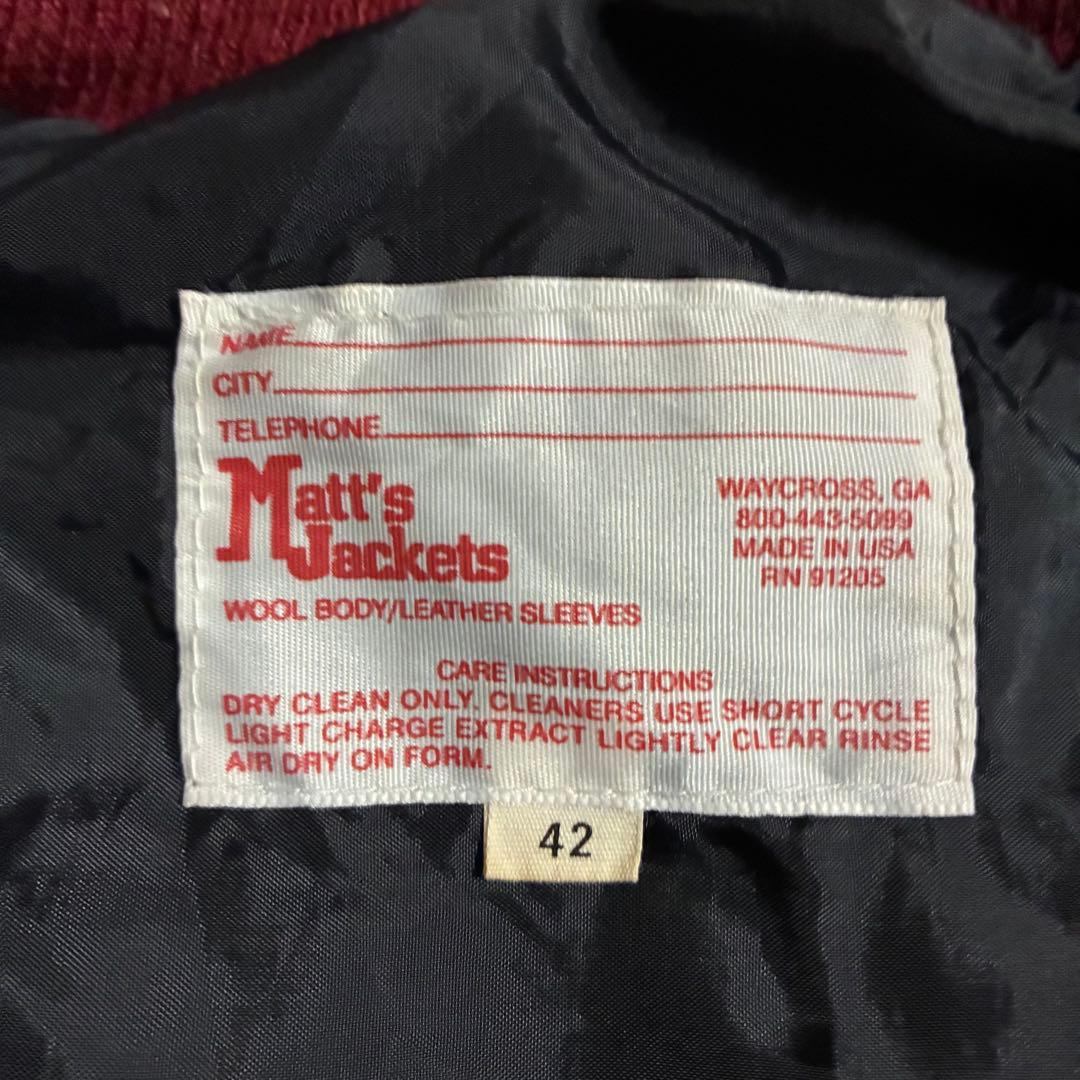 NAME
CITY
TELEPHONE
Matt's
Jackets
WAYCROSS, GA
800-443-5099
MADE IN USA
RN 91205
WOOL BODY/LEATHER SLEEVES
CARE INSTRUCTIONS
DRY CLEAN ONLY. CLEANERS USE SHORT CYCLE
LIGHT CHARGE EXTRACT LIGHTLY CLEAR RINSE
AIR DRY ON FORM.
42